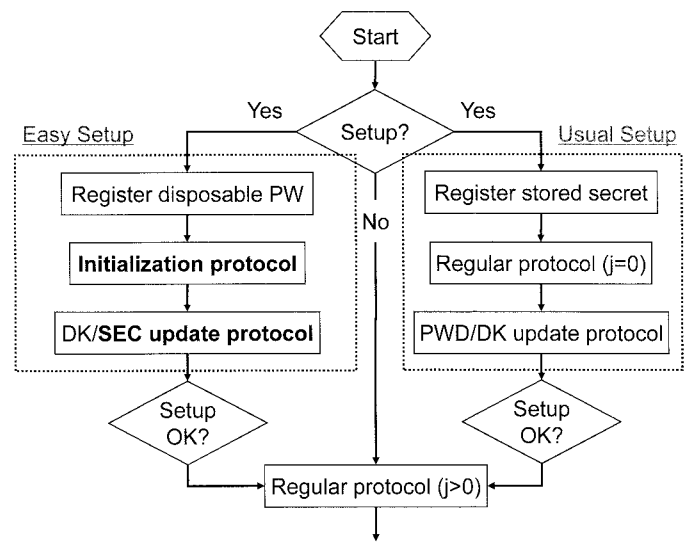 Start
Yes
Yes
Easy Setup
Setup?
Usual Setup
Register disposable PW
Register stored secret
No
Initialization protocol
Regular protocol (j=0)
DK/SEC update protocol
PWD/DK update protocol
Setup
OK?
Setup
OK?
Regular protocol (j>0)